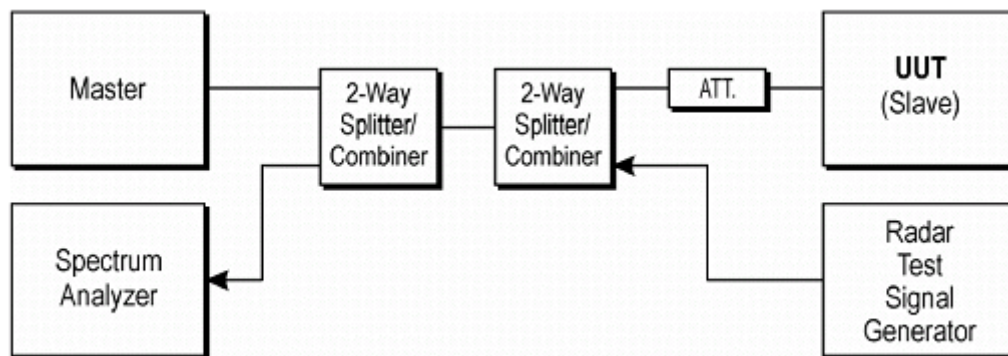 Master
2-Way
Splitter/
Combiner
2-Way
Splitter/
Combiner
ATT.
UUT
(Slave)
Spectrum
Analyzer
Radar
Test
Signal
Generator